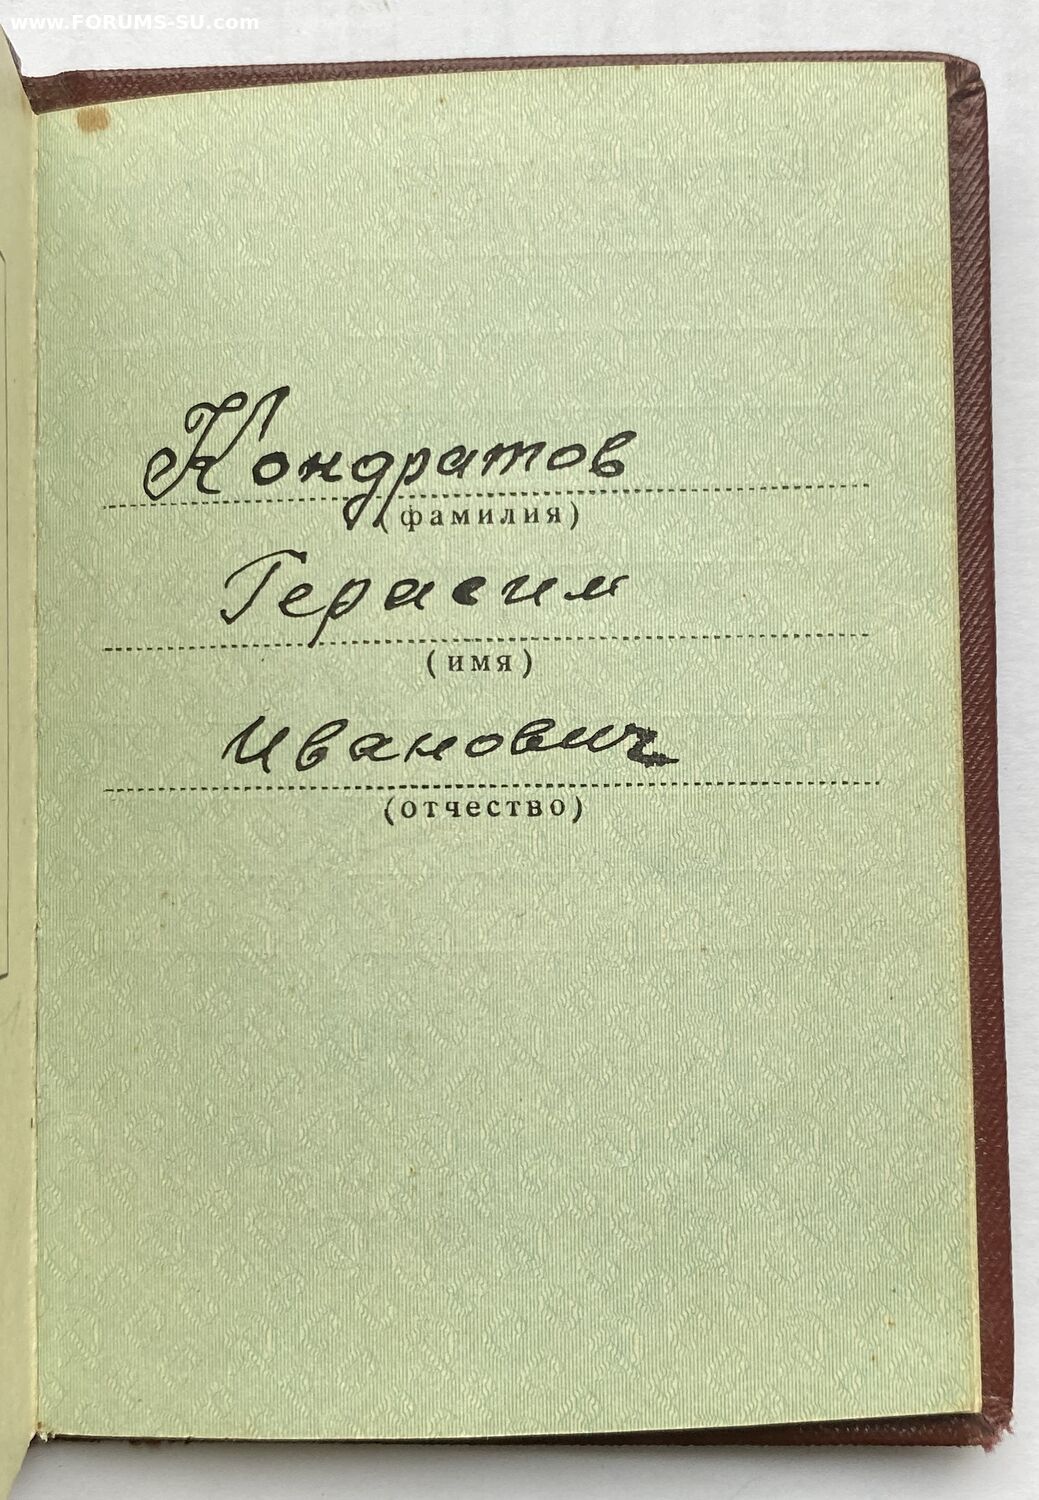 www.FORUMS-SU.com
Кондратов
(фамилия)
Герасим
(имя)
Иванович
(отчество)